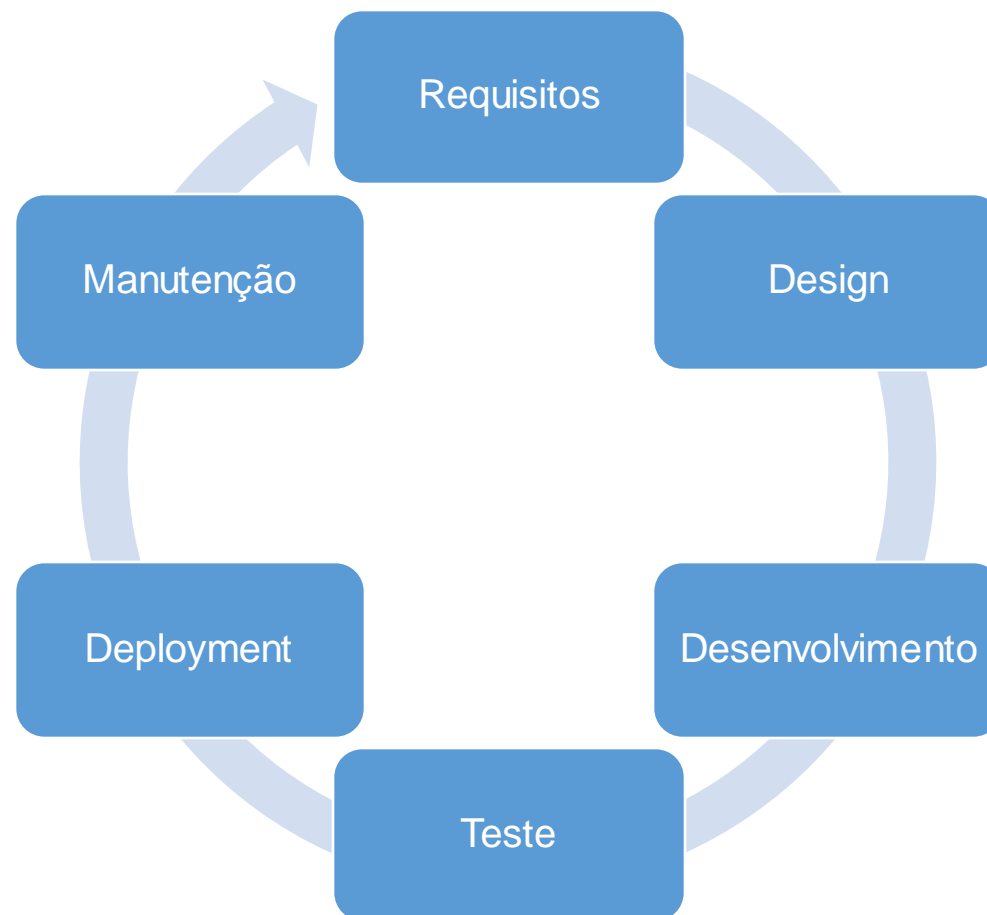 Requisitos
Design
Desenvolvimento
Teste
Deployment
Manutenção